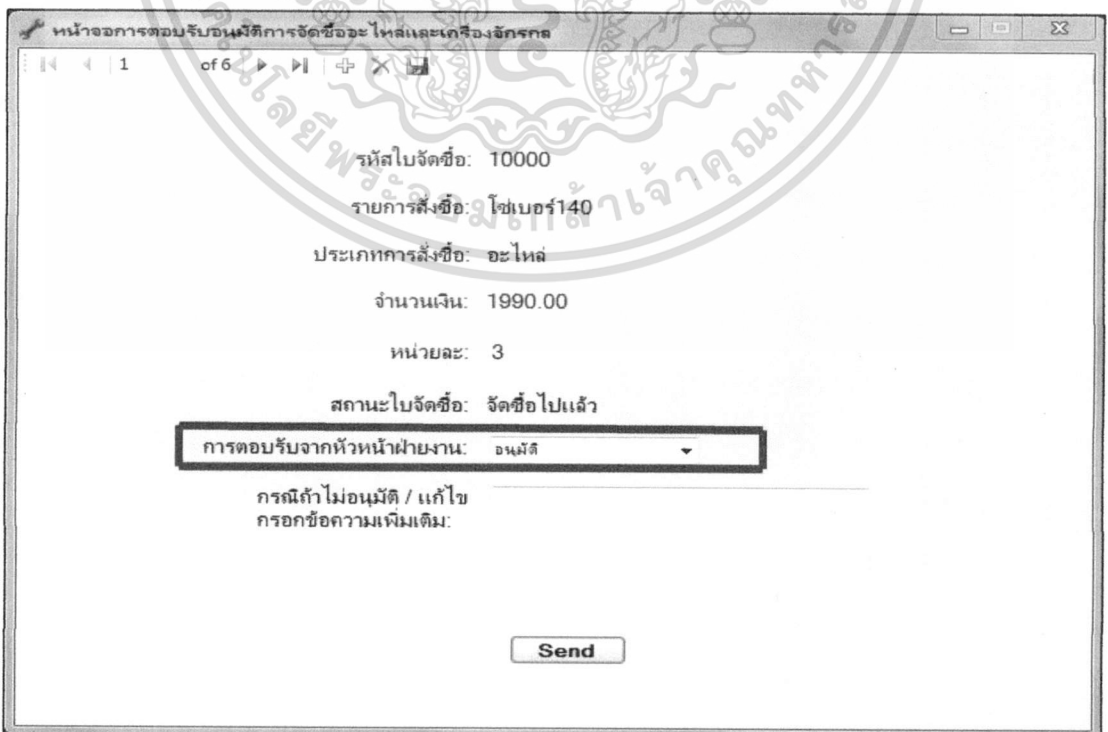 หน้าจอการตอบรับอนุมัติการจัดซื้ออะไหล่และเครื่องจักรกล
1 of 6
รหัสใบจัดซื้อ: 10000
รายการสั่งซื้อ: โซ่เบอร์140
ประเภทการสั่งซื้อ: อะไหล่
จำนวนเงิน: 1990.00
หน่วยละ: 3
สถานะใบจัดซื้อ: จัดซื้อไปแล้ว
การตอบรับจากหัวหน้าฝ่ายงาน: อนุมัติ
กรณีถ้าไม่อนุมัติ / แก้ไข
กรอกข้อความเพิ่มเติม:
Send